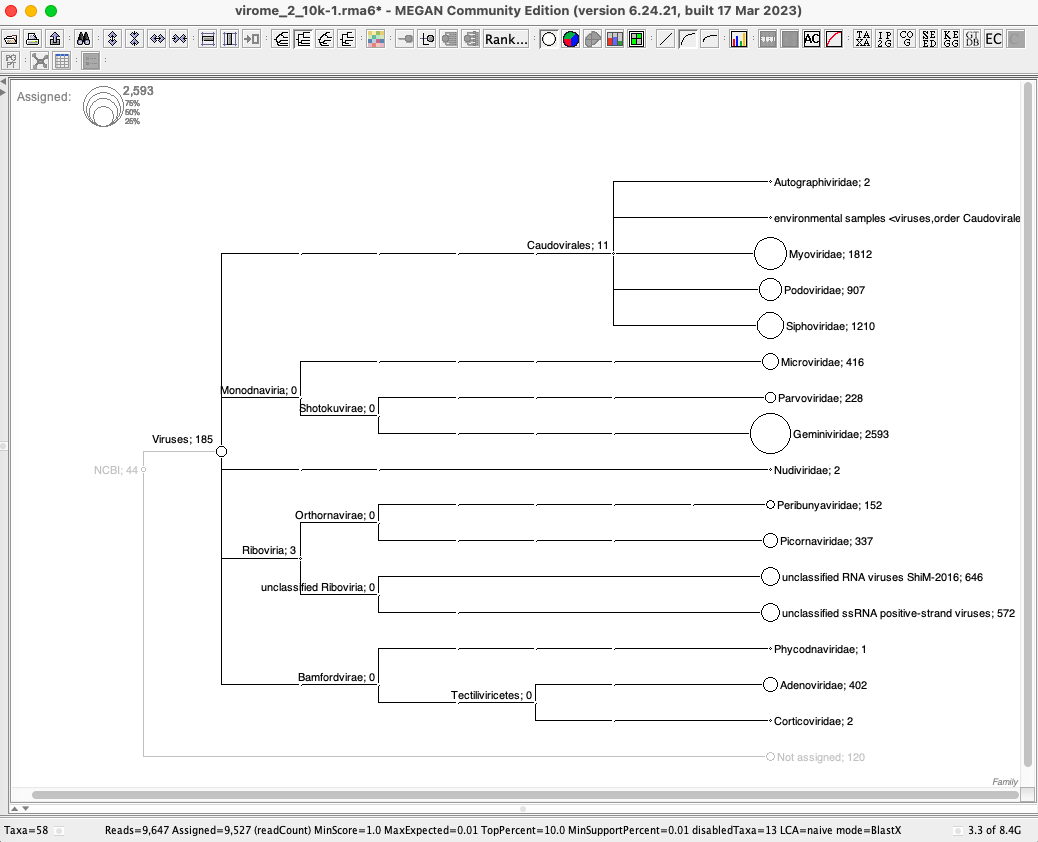 virome_2_10k-1.rma6* - MEGAN Community Edition (version 6.24.21, built 17 Mar 2023)
Rank...
AC
TA XA
IP 2G
CO G
SE ED
KE GG
GT DB
EC
PG PT
Assigned:
2,593
75%
50%
25%
Autographiviridae; 2
environmental samples <viruses,order Caudovirale
Caudovirales; 11
Myoviridae; 1812
Podoviridae; 907
Siphoviridae; 1210
Microviridae; 416
Monodnaviria; 0
Parvoviridae; 228
Shotokuvirae; 0
Geminiviridae; 2593
Viruses; 185
NCBI; 44
Nudiviridae; 2
Peribunyaviridae; 152
Orthornavirae; 0
Picornaviridae; 337
Riboviria; 3
unclassified RNA viruses ShiM-2016; 646
unclassified Riboviria; 0
unclassified ssRNA positive-strand viruses; 572
Phycodnaviridae; 1
Bamfordvirae; 0
Adenoviridae; 402
Tectiliviricetes; 0
Corticoviridae; 2
Not assigned; 120
Family
Taxa=58
Reads=9,647 Assigned=9,527 (readCount) MinScore=1.0 MaxExpected=0.01 TopPercent=10.0 MinSupportPercent=0.01 disabledTaxa=13 LCA=naive mode=BlastX
3.3 of 8.4G